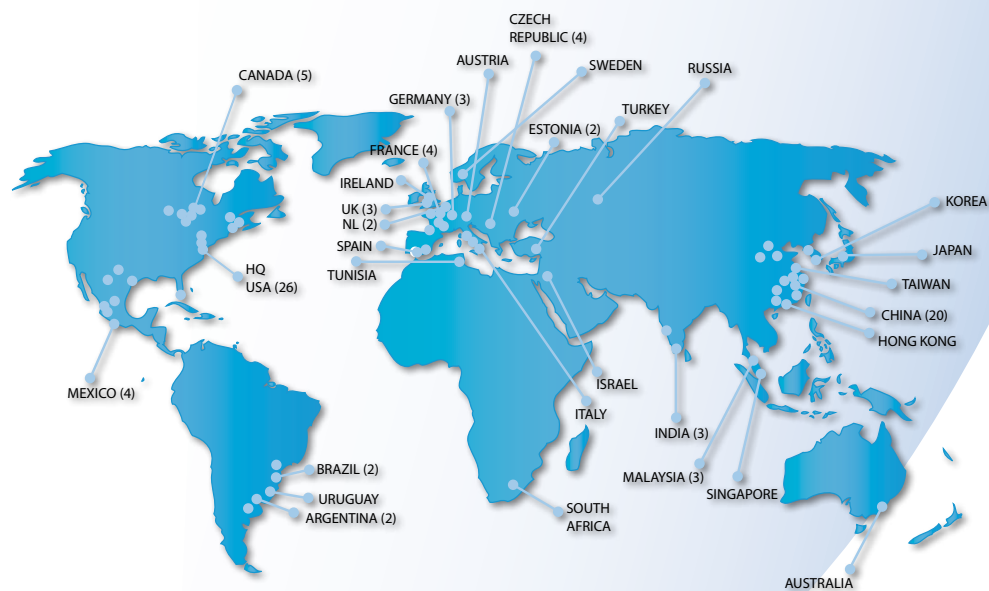 CZECH
REPUBLIC (4)
AUSTRIA
SWEDEN
RUSSIA
CANADA (5)
GERMANY (3)
TURKEY
ESTONIA (2)
FRANCE (4)
IRELAND
UK (3)
NL (2)
SPAIN
TUNISIA
HQ
USA (26)
KOREA
JAPAN
TAIWAN
CHINA (20)
HONG KONG
MEXICO (4)
ISRAEL
ITALY
INDIA (3)
MALAYSIA (3)
SINGAPORE
BRAZIL (2)
URUGUAY
ARGENTINA (2)
SOUTH
AFRICA
AUSTRALIA